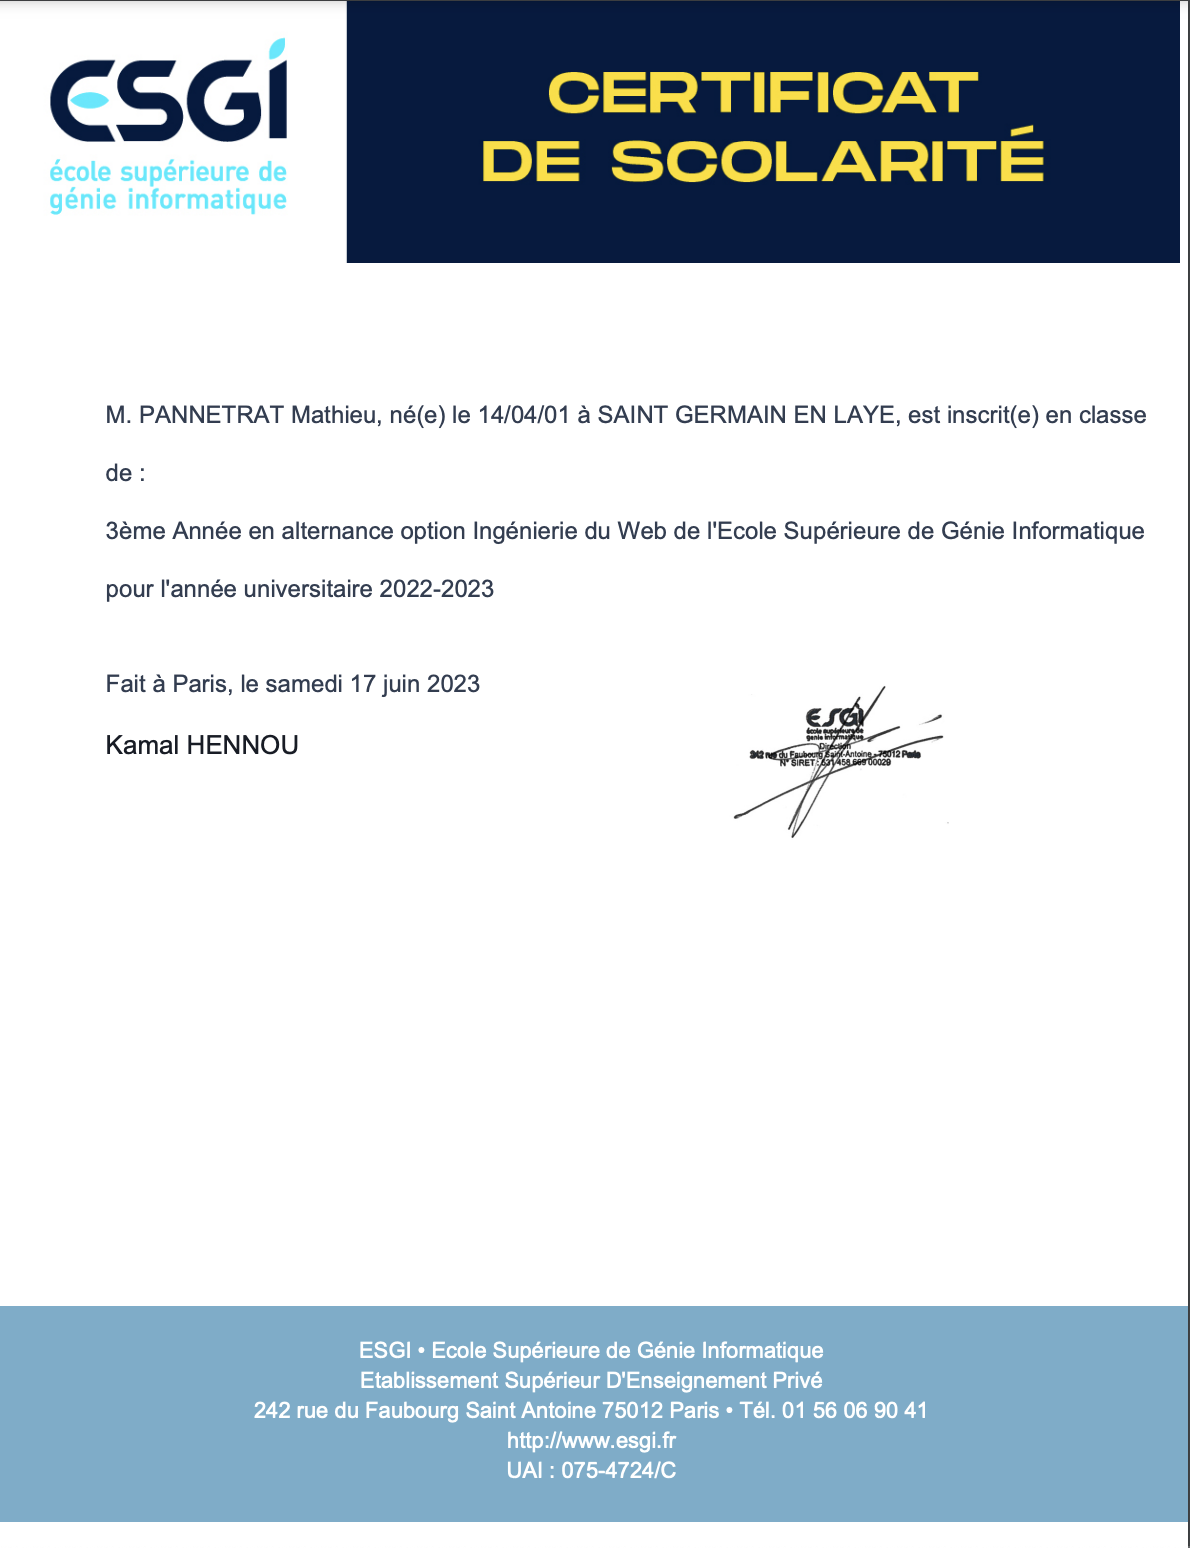 ESGI
école supérieure de
génie informatique
CERTIFICAT
DE SCOLARITÉ
M. PANNETRAT Mathieu, né(e) le 14/04/01 à SAINT GERMAIN EN LAYE, est inscrit(e) en classe
de :
3ème Année en alternance option Ingénierie du Web de l'Ecole Supérieure de Génie Informatique
pour l'année universitaire 2022-2023
Fait à Paris, le samedi 17 juin 2023
Kamal HENNOU
ESGI
école supérieure de
génie informatique
Direction
242 rue du Faubourg Saint-Antoine - 75012 Paris
N° SIRET :
ESGI • Ecole Supérieure de Génie Informatique
Etablissement Supérieur D'Enseignement Privé
242 rue du Faubourg Saint Antoine 75012 Paris • Tél. 01 56 06 90 41
http://www.esgi.fr
UAI : 075-4724/C